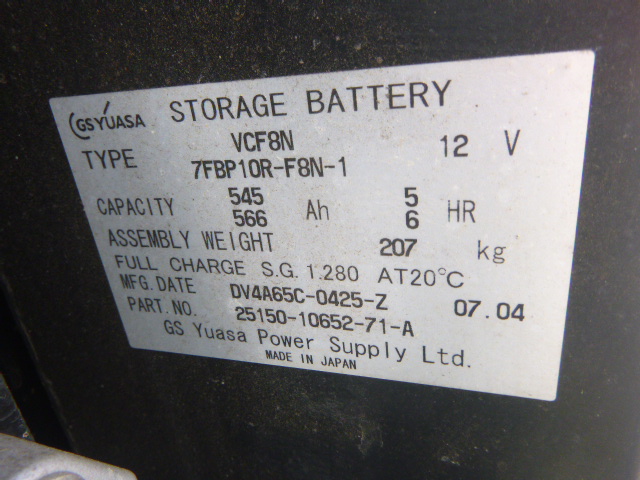 GS YUASA STORAGE BATTERY
TYPE VCF8N 12 V
7FBP10R-F8N-1
CAPACITY 545 Ah 5 HR
566 6
ASSEMBLY WEIGHT 207 kg
FULL CHARGE S.G. 1.280 AT20°C
MFG.DATE DV4A65C-0425-Z 07.04
PART.NO. 25150-10652-71-A
GS Yuasa Power Supply Ltd.
MADE IN JAPAN